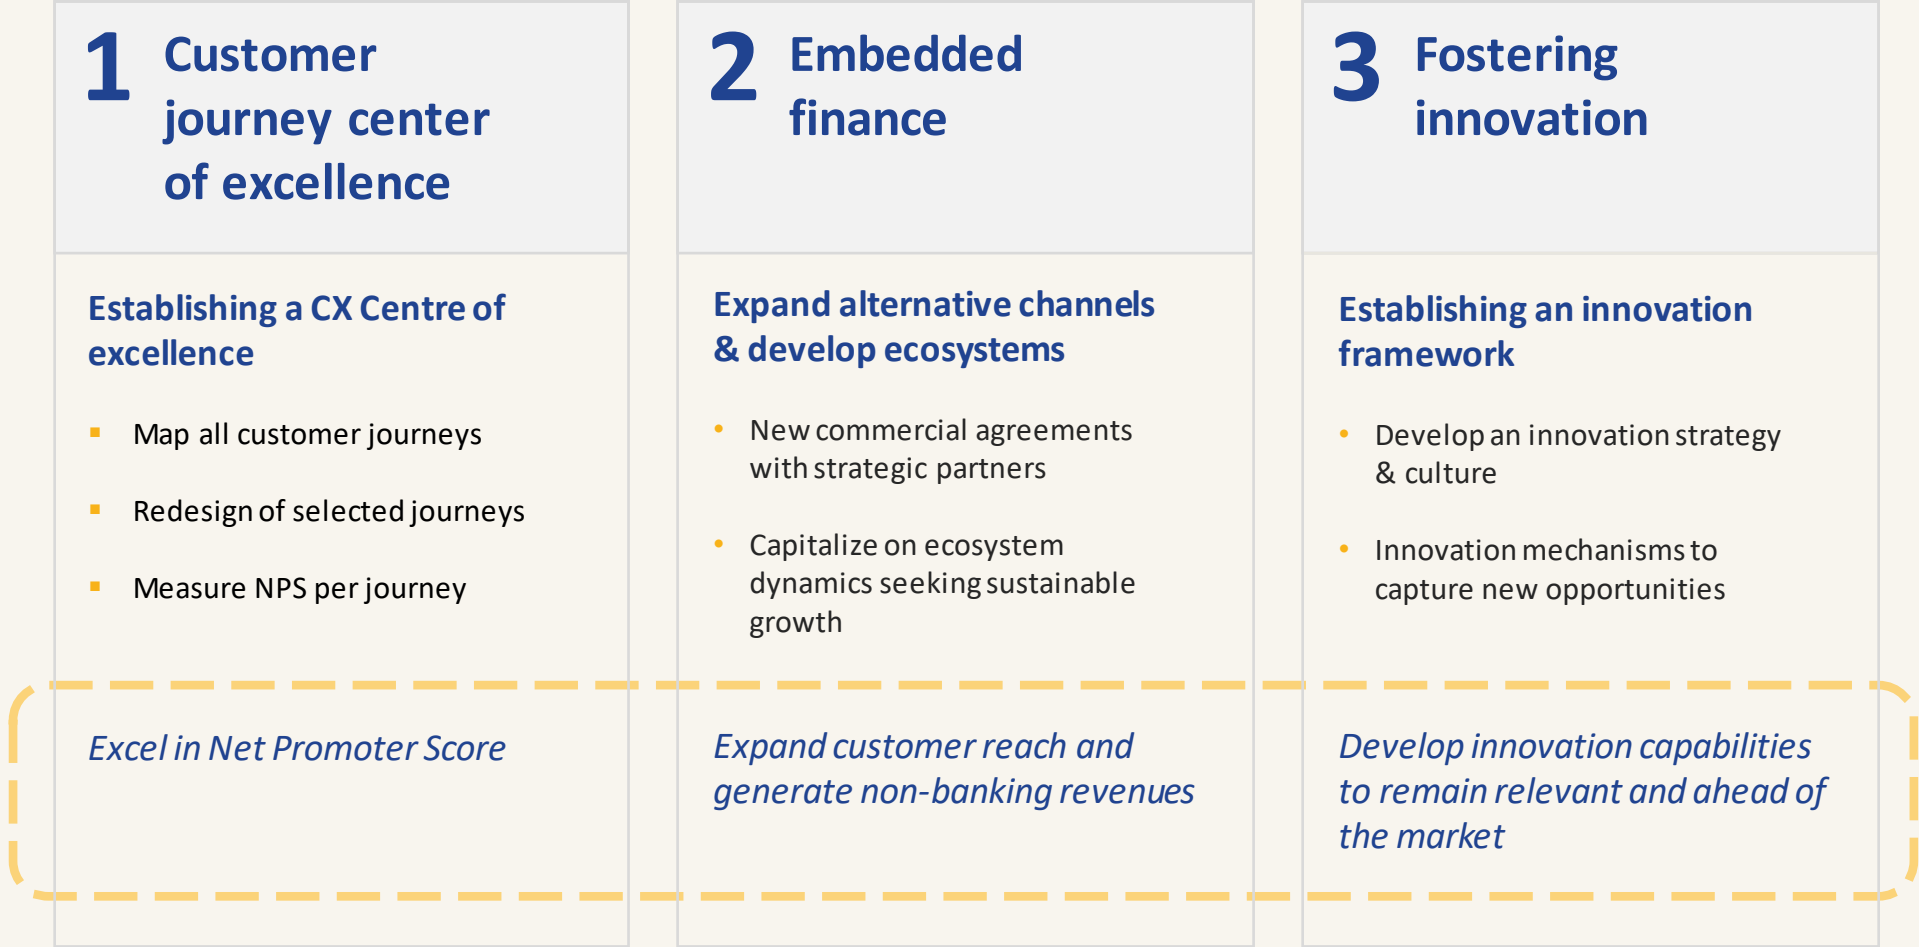 1
Customer
journey center
of excellence
Establishing a CX Centre of
excellence
Map all customer journeys
Redesign of selected journeys
Measure NPS per journey
Excel in Net Promoter Score
2
Embedded
finance
Expand alternative channels
& develop ecosystems
New commercial agreements
with strategic partners
Capitalize on ecosystem
dynamics seeking sustainable
growth
Expand customer reach and
generate non-banking revenues
3
Fostering
innovation
Establishing an innovation
framework
Develop an innovation strategy
& culture
Innovation mechanisms to
capture new opportunities
Develop innovation capabilities
to remain relevant and ahead of
the market